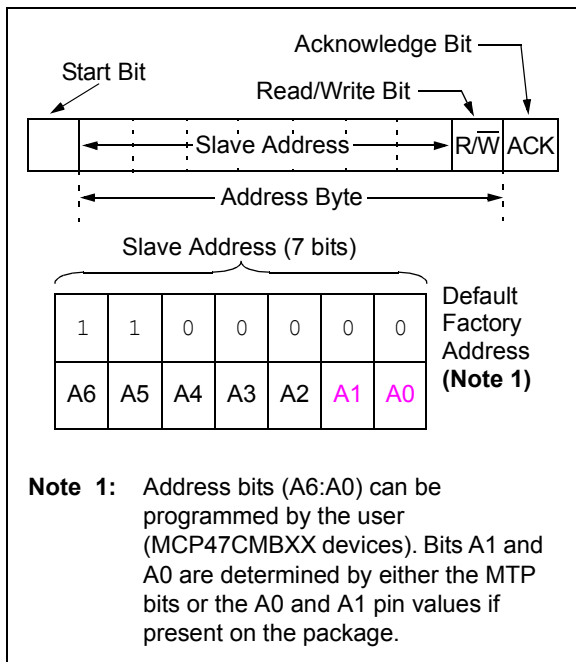 Acknowledge Bit
Start Bit
Read/Write Bit
Slave Address
R/W
ACK
Address Byte
Slave Address (7 bits)
1 1 0 0 0 0 0
A6 A5 A4 A3 A2 A1 A0
Default
Factory
Address
(Note 1)
Note 1: Address bits (A6:A0) can be
programmed by the user
(MCP47CMBXX devices). Bits A1 and
A0 are determined by either the MTP
bits or the A0 and A1 pin values if
present on the package.